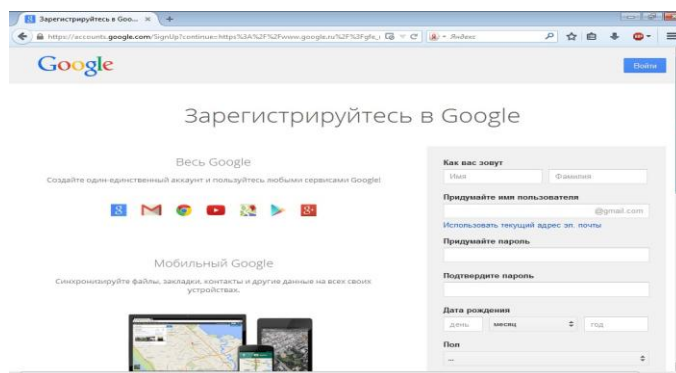 Зарегистрируйтесь в Goo...
https://accounts.google.com/SignUp?continue=https%3A%2F%2Fwww.google.ru%2F%3Fgfe_
Яндекс
Google
Войти
Зарегистрируйтесь в Google
Весь Google
Создайте один-единственный аккаунт и пользуйтесь любыми сервисами Google!
Мобильный Google
Синхронизируйте файлы, закладки, контакты и другие данные на всех своих
устройствах.
Как вас зовут
Имя
Фамилия
Придумайте имя пользователя
@gmail.com
Использовать текущий адрес эл. почты
Придумайте пароль
Подтвердите пароль
Дата рождения
день
месяц
год
Пол